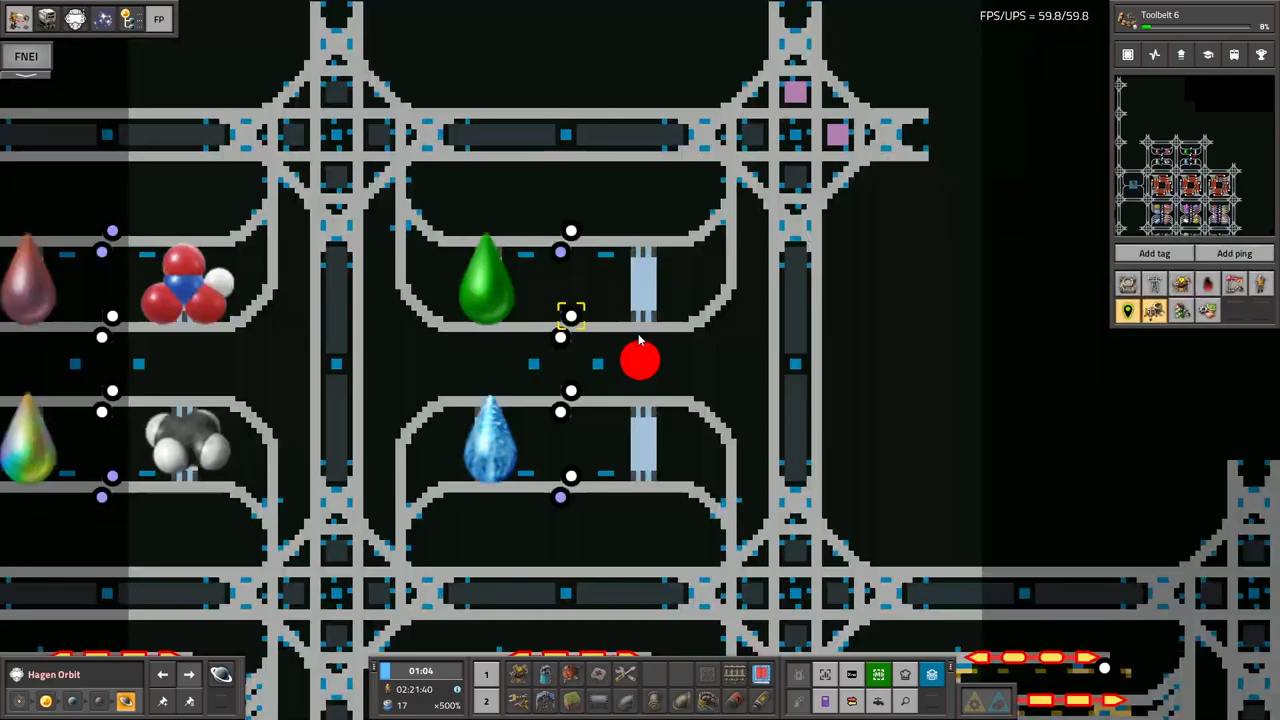 FP
FPS/UPS = 59.8/59.8
Toolbelt 6
8%
FNEI
Add tag
Add ping
Hagen Orbit
01:04
02:21:40
17
×500%
1
2